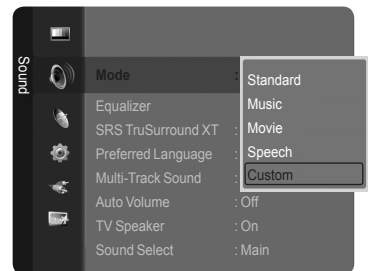 Sound
Mode :
Standard
Music
Movie
Speech
Custom
Equalizer
SRS TruSurround XT :
Preferred Language :
Multi-Track Sound :
Auto Volume : Off
TV Speaker : On
Sound Select : Main